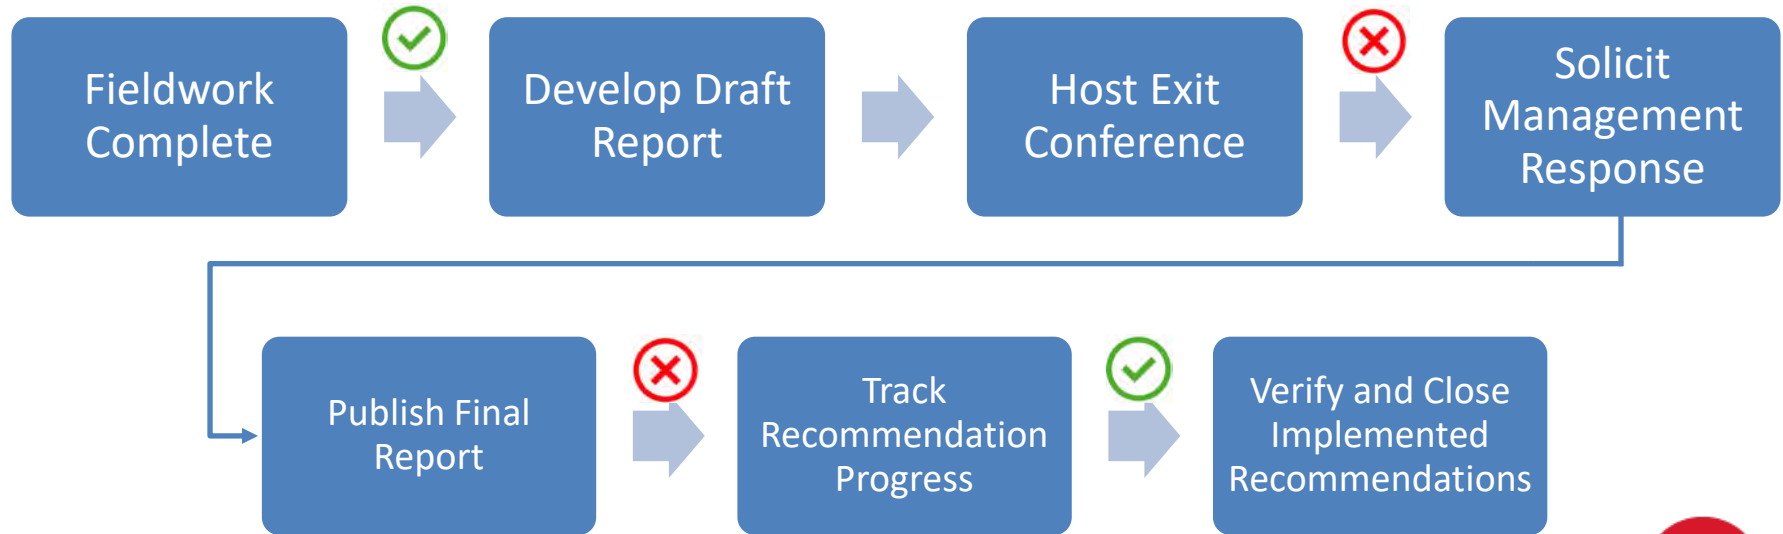 Fieldwork
Complete
Develop Draft
Report
Host Exit
Conference
Solicit
Management
Response
Publish Final
Report
Track
Recommendation
Progress
Verify and Close
Implemented
Recommendations